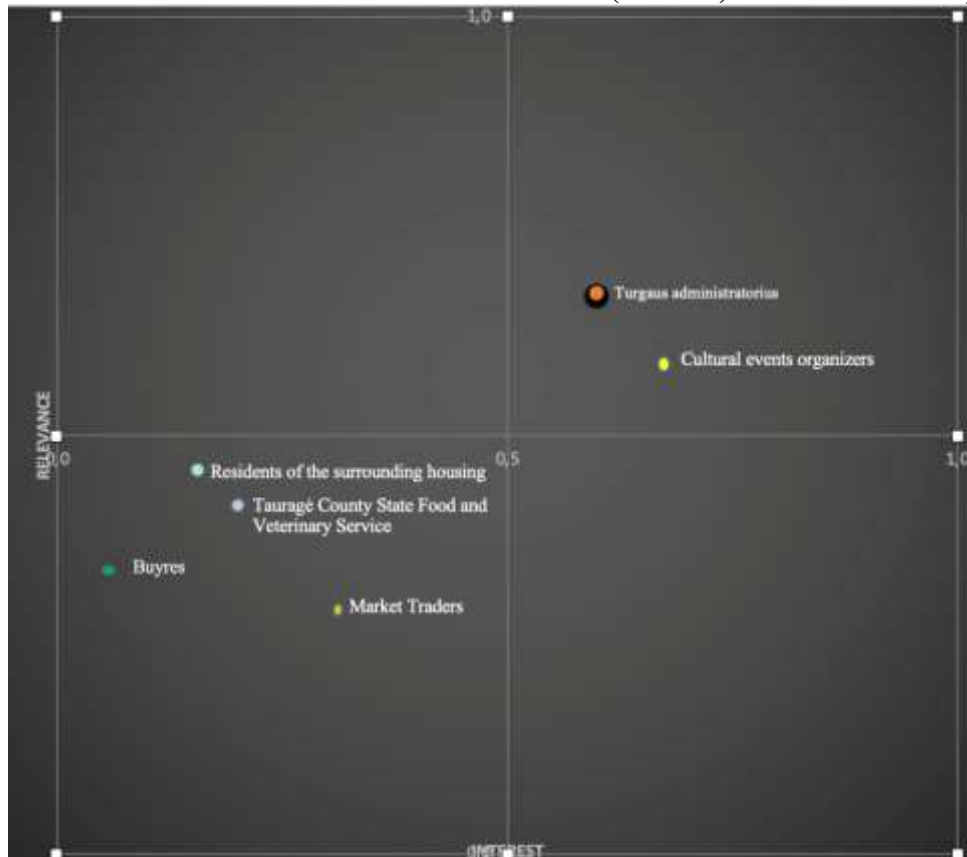 1,0
Turgaus administratorius
Cultural events organizers
RELEVANCE
0,0
0,5
1,0
Residents of the surrounding housing
Tauragė County State Food and
Veterinary Service
Buyres
Market Traders
INTEREST